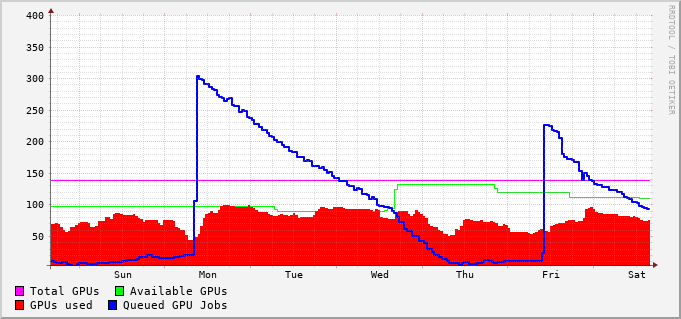 400
350
300
250
200
150
100
50
Sun Mon Tue Wed Thu Fri Sat
Total GPUs Available GPUs
GPUs used Queued GPU Jobs
RRDTOOL / TOBI OETIKER